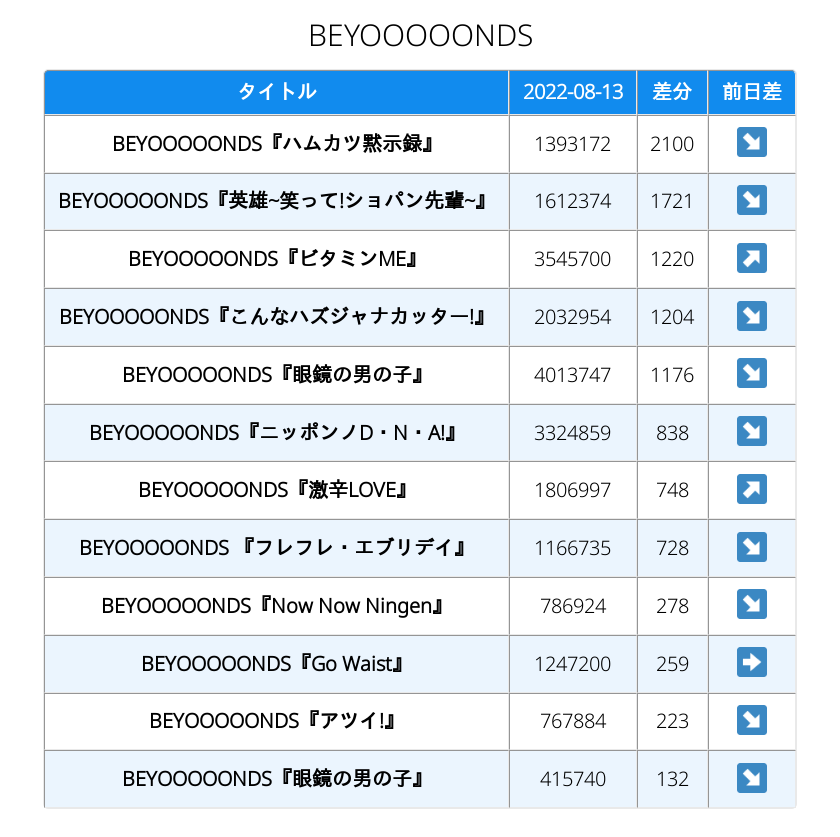 BEYOOOOONDS
タイトル 2022-08-13 差分 前日差
BEYOOOOONDS『ハムカツ黙示録』 1393172 2100 ↘
BEYOOOOONDS『英雄~笑って!ショパン先輩~』 1612374 1721 ↘
BEYOOOOONDS『ビタミンME』 3545700 1220 ↗
BEYOOOOONDS『こんなハズジャナカッター!』 2032954 1204 ↘
BEYOOOOONDS『眼鏡の男の子』 4013747 1176 ↘
BEYOOOOONDS『ニッポンノD・N・A!』 3324859 838 ↘
BEYOOOOONDS『激辛LOVE』 1806997 748 ↗
BEYOOOOONDS 『フレフレ・エブリデイ』 1166735 728 ↘
BEYOOOOONDS『Now Now Ningen』 786924 278 ↘
BEYOOOOONDS『Go Waist』 1247200 259 ➡
BEYOOOOONDS『アツイ!』 767884 223 ↘
BEYOOOOONDS『眼鏡の男の子』 415740 132 ↘